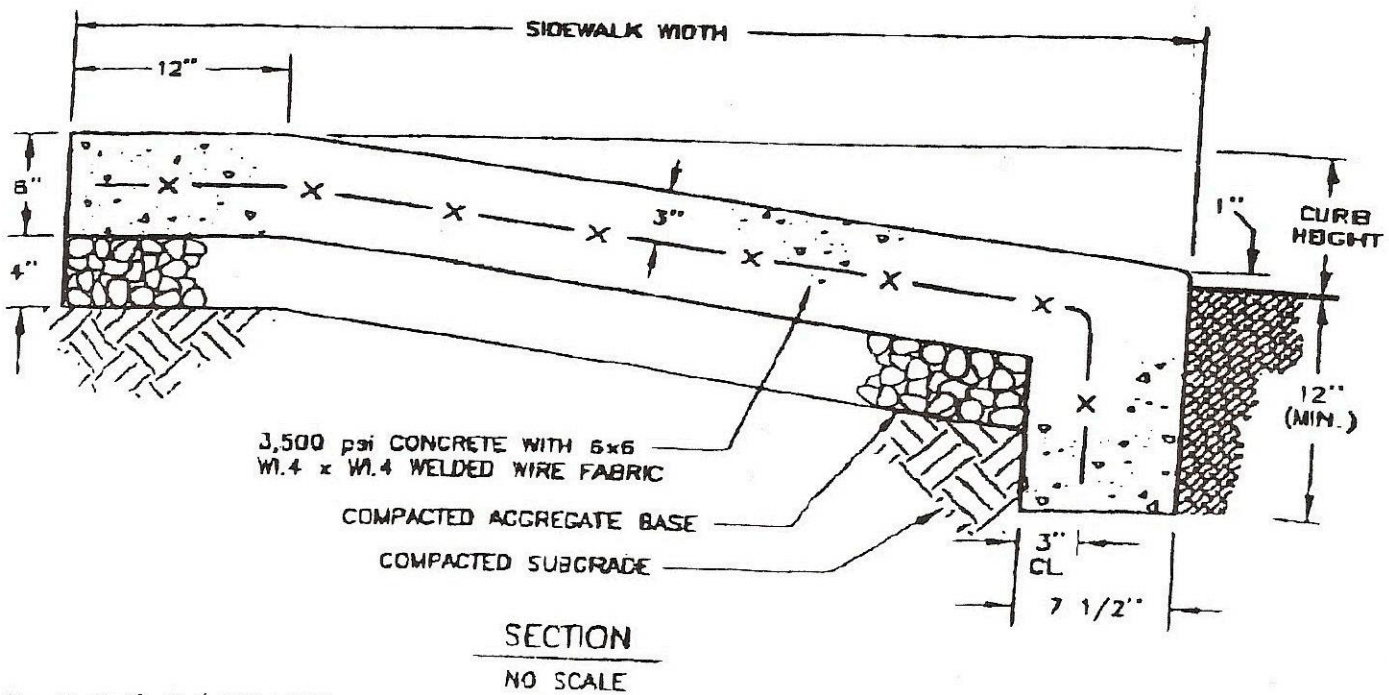 SIDEWALK WIDTH
12"
8"
4"
3"
1"
CURB
HEIGHT
12"
(MIN.)
3,500 psi CONCRETE WITH 6x6
W1.4 x W1.4 WELDED WIRE FABRIC
COMPACTED AGGREGATE BASE
COMPACTED SUBGRADE
3"
CL
7 1/2"
SECTION
NO SCALE